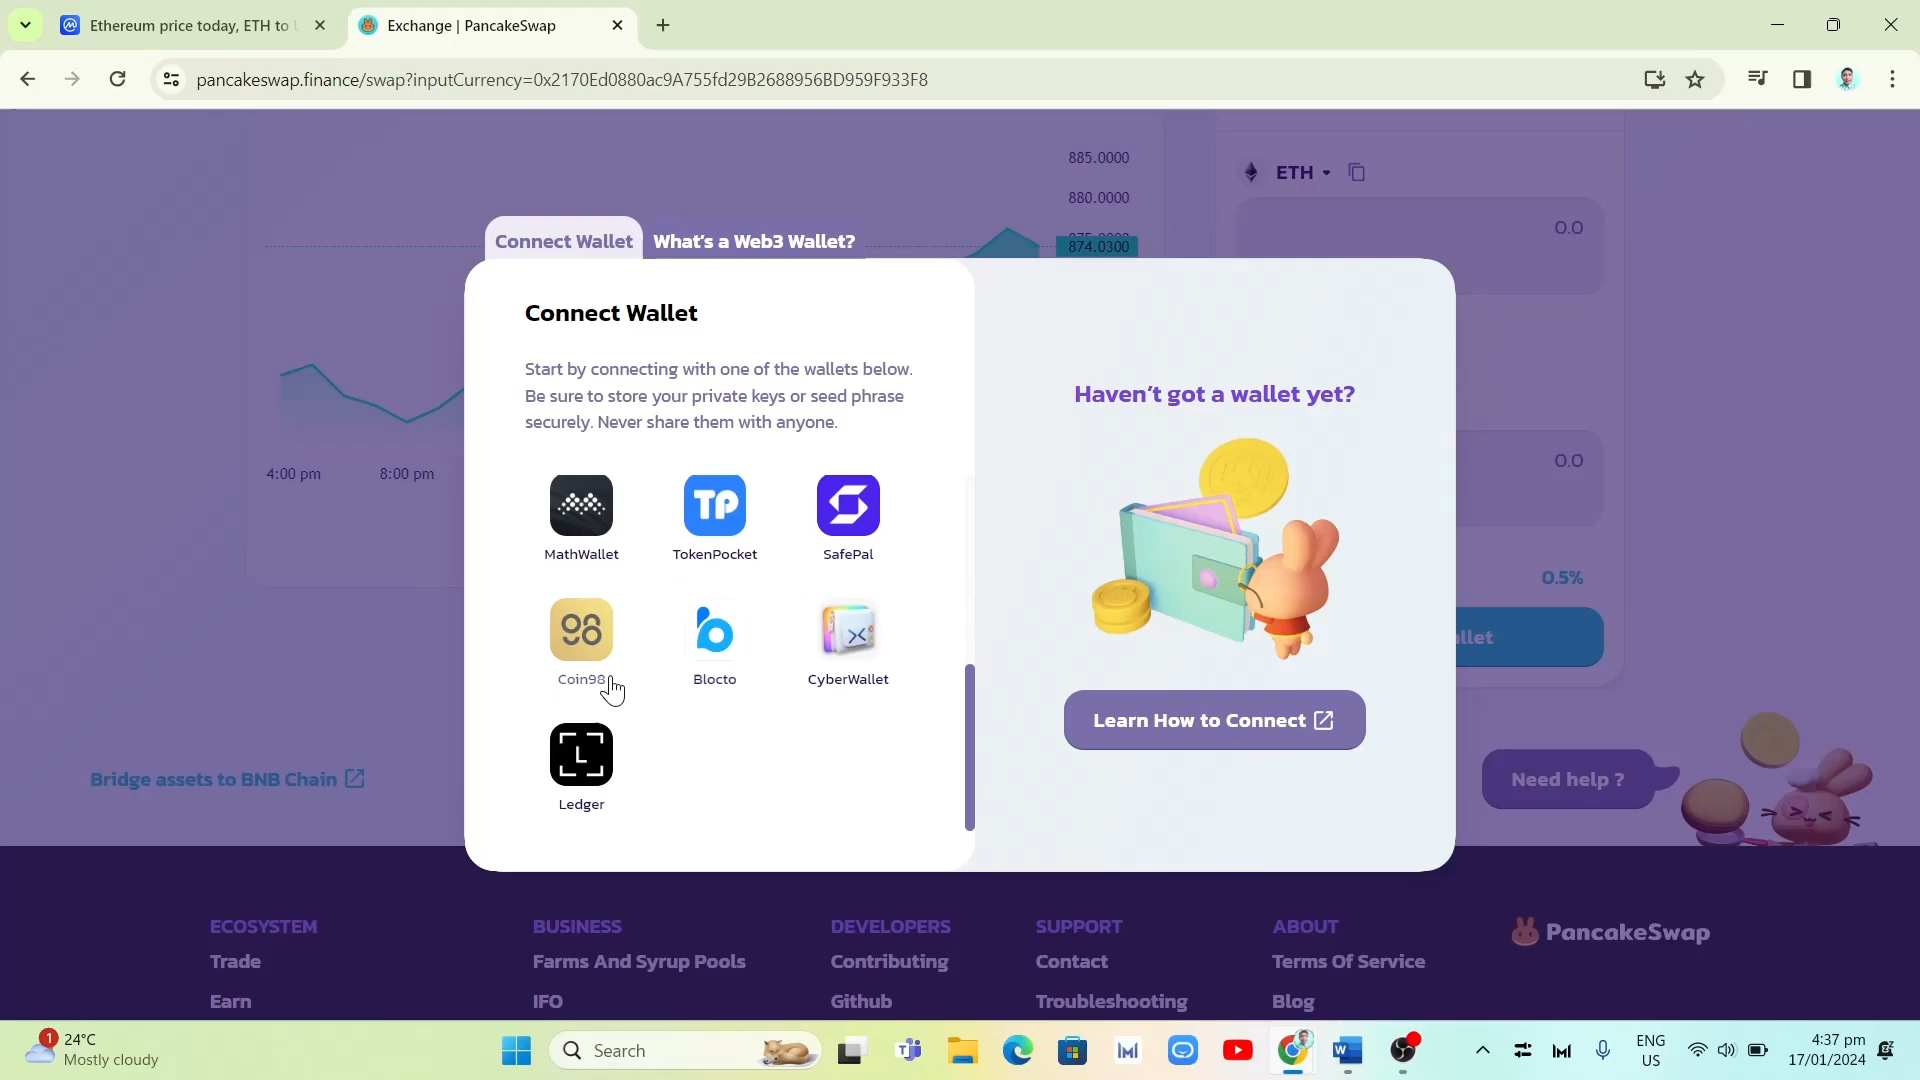 Ethereum price today, ETH to
Exchange | PancakeSwap
pancakeswap.finance/swap?inputCurrency=0x2170Ed0880ac9A755fd29B2688956BD959F933F8
885.0000
880.0000
874.0300
ETH
0.0
Connect Wallet
What's a Web3 Wallet?
Connect Wallet
Start by connecting with one of the wallets below.
Be sure to store your private keys or seed phrase
securely. Never share them with anyone.
Haven't got a wallet yet?
4:00 pm
8:00 pm
0.0
MathWallet
TokenPocket
SafePal
0.5%
Coin98
Blocto
CyberWallet
Learn How to Connect
Ledger
Bridge assets to BNB Chain
Need help ?
ECOSYSTEM
BUSINESS
DEVELOPERS
SUPPORT
ABOUT
PancakeSwap
Trade
Farms And Syrup Pools
Contributing
Contact
Terms Of Service
Earn
IFO
Github
Troubleshooting
Blog
1
24°C
Mostly cloudy
Search
ENG
US
4:37 pm
17/01/2024